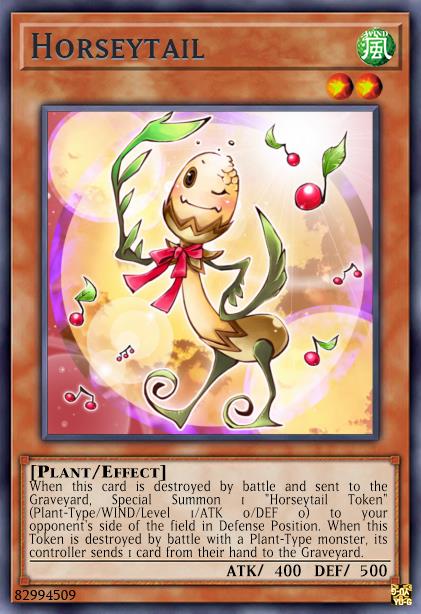 Horseytail
WIND
風
[Plant/Effect]
When this card is destroyed by battle and sent to the
Graveyard, Special Summon 1 "Horseytail Token"
(Plant-Type/WIND/Level 1/ATK 0/DEF 0) to your
opponent's side of the field in Defense Position. When this
Token is destroyed by battle with a Plant-Type monster, its
controller sends 1 card from their hand to the Graveyard.
ATK/ 400 DEF/ 500
82994509